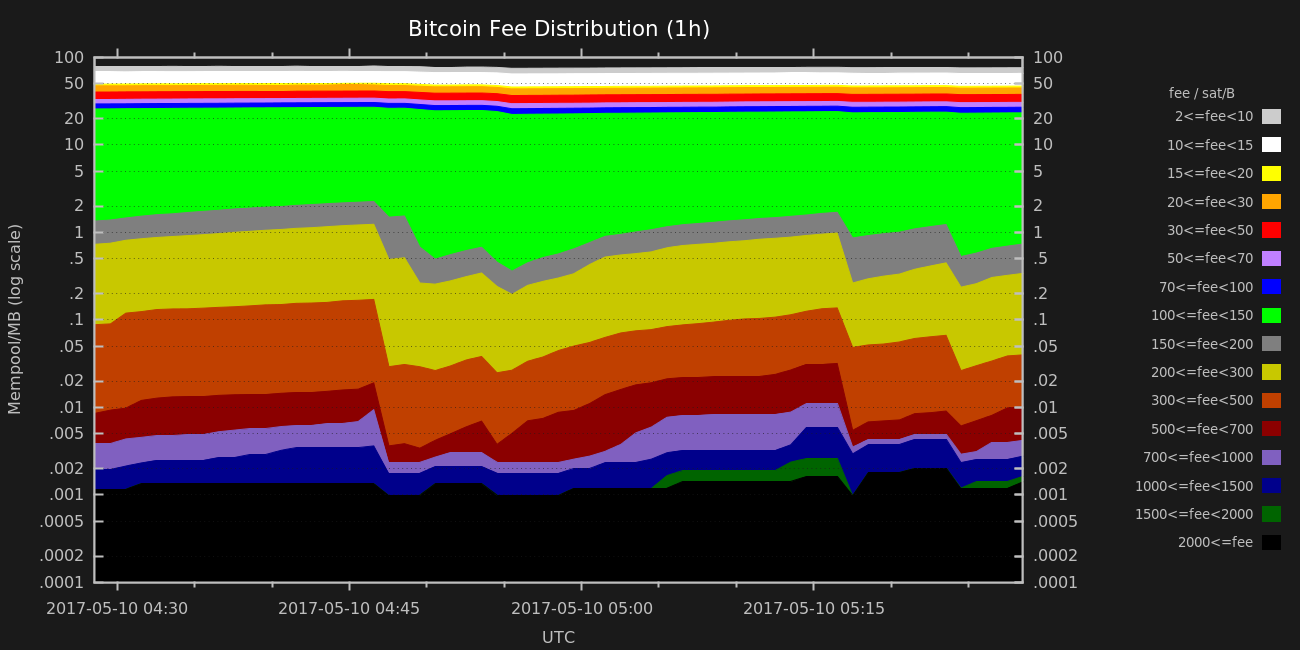 Bitcoin Fee Distribution (1h)
100 100
50 50
20 20
10 10
5 5
2 2
1 1
.5 .5
.2 .2
.1 .1
.05 .05
.02 .02
.01 .01
.005 .005
.002 .002
.001 .001
.0005 .0005
.0002 .0002
.0001 .0001
Mempool/MB (log scale)
2017-05-10 04:30 2017-05-10 04:45 2017-05-10 05:00 2017-05-10 05:15
UTC
fee / sat/B
2<=fee<10
10<=fee<15
15<=fee<20
20<=fee<30
30<=fee<50
50<=fee<70
70<=fee<100
100<=fee<150
150<=fee<200
200<=fee<300
300<=fee<500
500<=fee<700
700<=fee<1000
1000<=fee<1500
1500<=fee<2000
2000<=fee